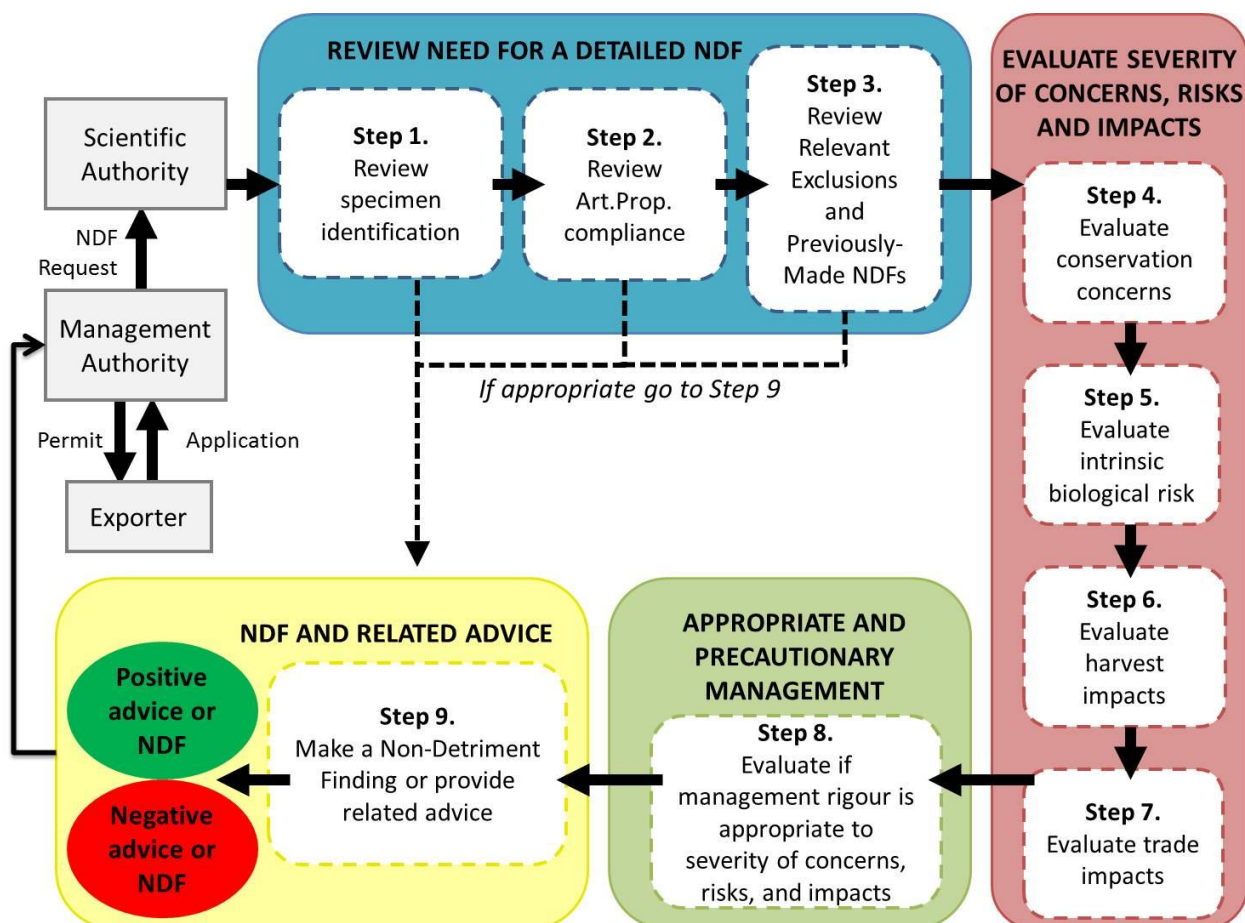 REVIEW NEED FOR A DETAILED NDF
Scientific
Authority
NDF
Request
Management
Authority
Permit
Application
Exporter
Step 1.
Review
specimen
identification
Step 2.
Review
Art.Prop.
compliance
Step 3.
Review
Relevant
Exclusions
and
Previously-
Made NDFs
If appropriate go to Step 9
EVALUATE SEVERITY
OF CONCERNS, RISKS
AND IMPACTS
Step 4.
Evaluate
conservation
concerns
Step 5.
Evaluate
intrinsic
biological risk
Step 6.
Evaluate
harvest
impacts
Step 7.
Evaluate trade
impacts
APPROPRIATE AND
PRECAUTIONARY
MANAGEMENT
Step 8.
Evaluate if
management rigour is
appropriate to
severity of concerns,
risks, and impacts
NDF AND RELATED ADVICE
Step 9.
Make a Non-Detriment
Finding or provide
related advice
Positive
advice or
NDF
Negative
advice or
NDF